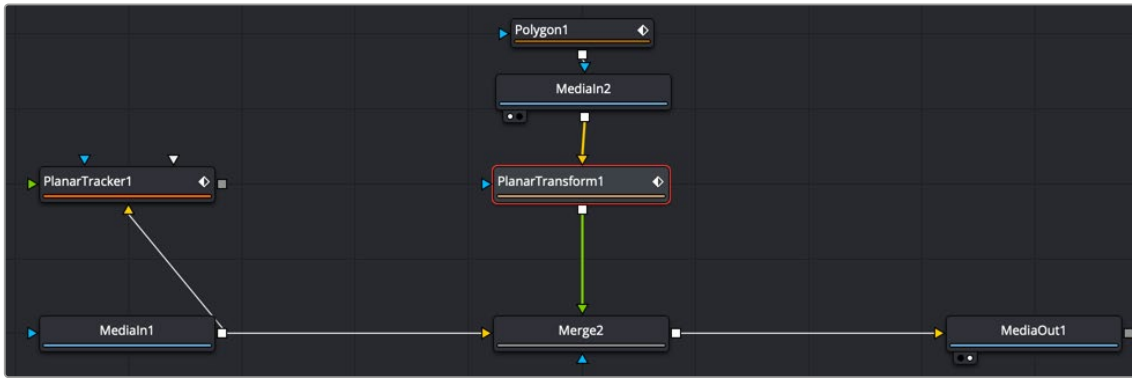 Polygon1
MediaIn2
PlanarTracker1
PlanarTransform1
MediaIn1
Merge2
MediaOut1